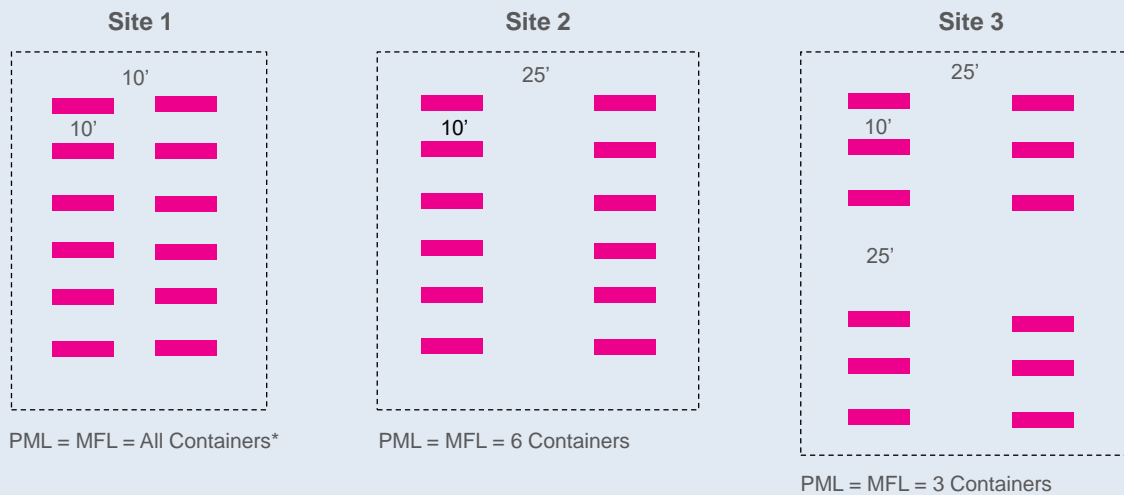 Site 1
10’
10’
PML = MFL = All Containers*
Site 2
25’
10’
PML = MFL = 6 Containers
Site 3
25’
10’
25’
PML = MFL = 3 Containers